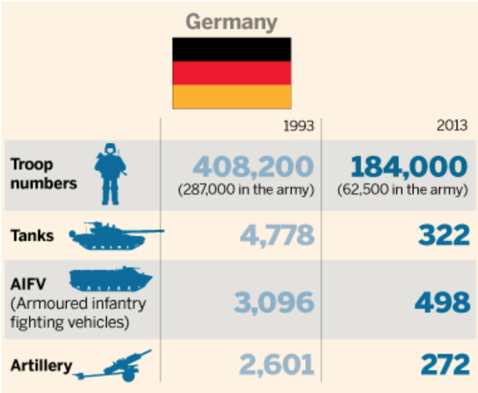 Germany
1993 2013
Troop numbers 408,200 184,000
(287,000 in the army) (62,500 in the army)
Tanks 4,778 322
AIFV
(Armoured infantry
fighting vehicles) 3,096 498
Artillery 2,601 272